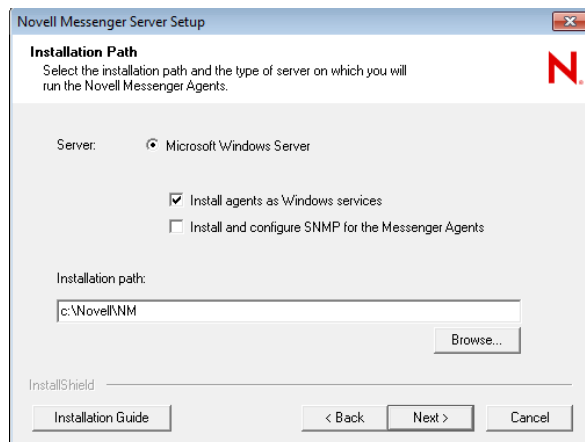 Novell Messenger Server Setup
Installation Path
Select the installation path and the type of server on which you will
run the Novell Messenger Agents.
N
Server:
Microsoft Windows Server
Install agents as Windows services
Install and configure SNMP for the Messenger Agents
Installation path:
c:\Novell\NM
Browse...
InstallShield
Installation Guide
< Back
Next >
Cancel